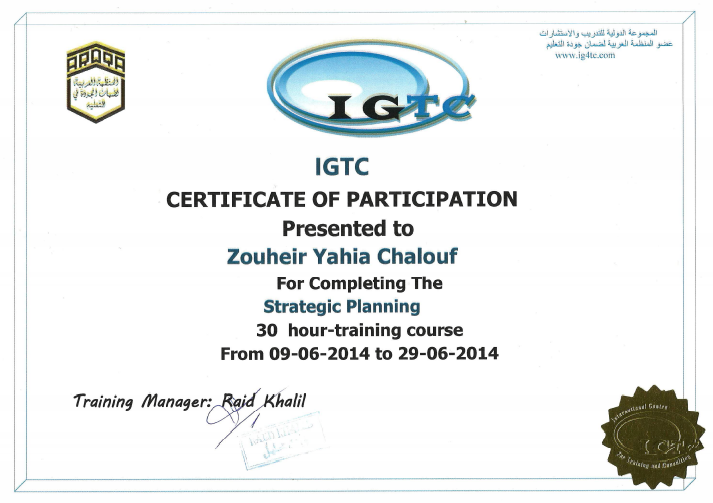 المجموعة الدولية للتدريب والاستشارات
عضو المنظمة العربية لضمان جودة التعليم
www.ig4tc.com
ARAQA
المنظمة العربية
لضمان الجودة في
التعليم
IGTC
IGTC
CERTIFICATE OF PARTICIPATION
Presented to
Zouheir Yahia Chalouf
For Completing The
Strategic Planning
30 hour-training course
From 09-06-2014 to 29-06-2014
Training Manager: Raid Khalil
International Centre
IGTC
For Training and Consulting